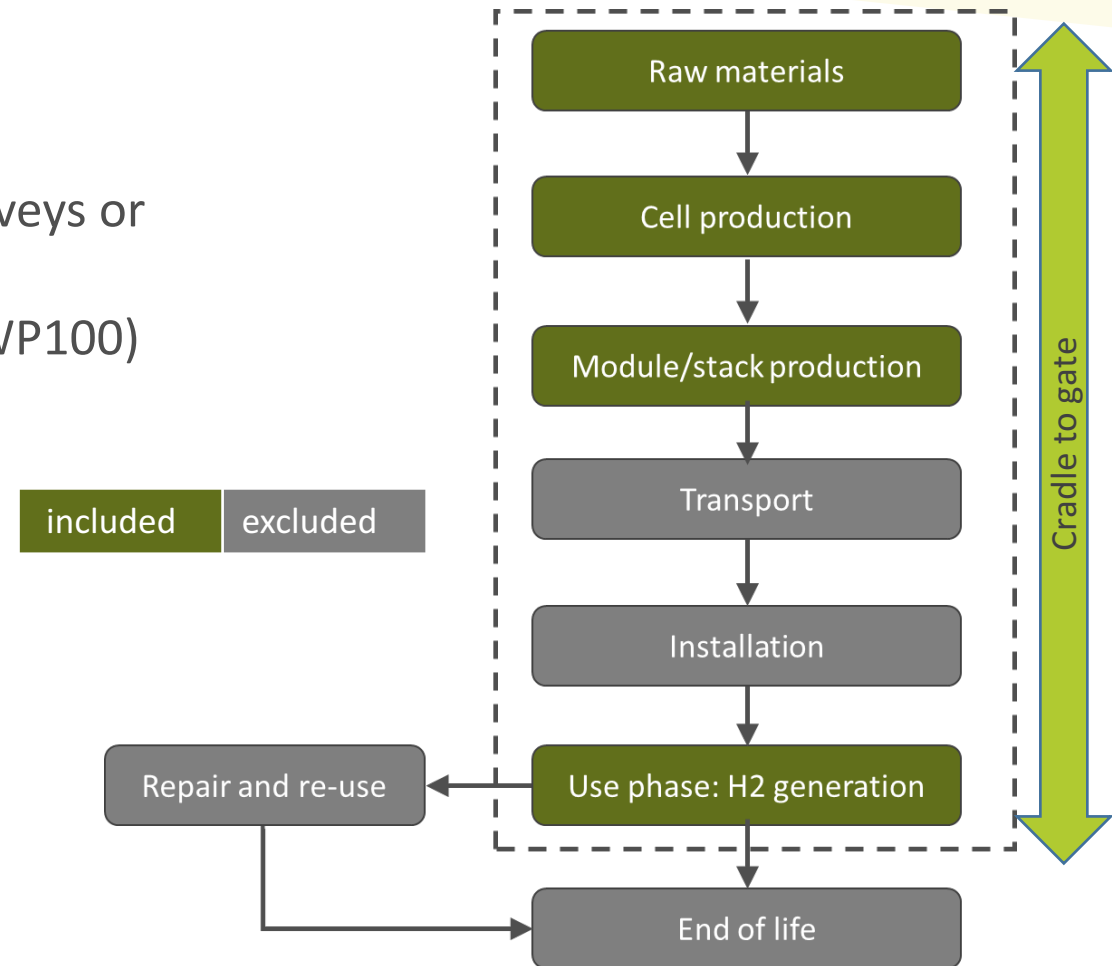 veys or
WP100)
included
excluded
Raw materials
Cell production
Module/stack production
Transport
Installation
Use phase: H2 generation
Repair and re-use
End of life
Cradle to gate